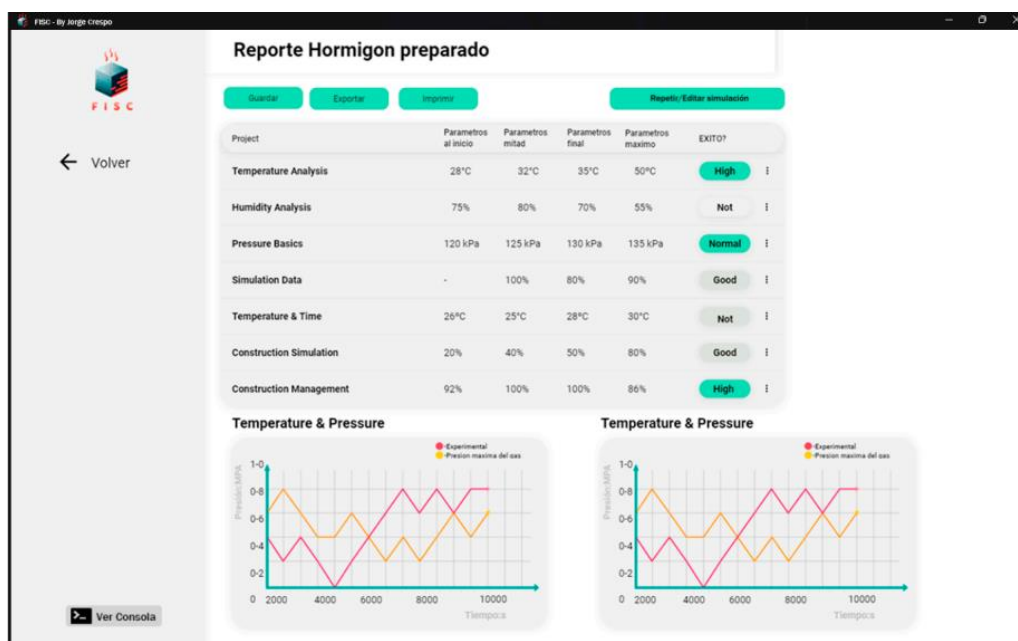 FISC - By Jorge Crespo
FISC
Volver
Reporte Hormigon preparado
Guardar Exportar Imprimir Repetir/Editar simulación
Project Parametros al inicio Parametros mitad Parametros final Parametros maximo EXITO?
Temperature Analysis 28°C 32°C 35°C 50°C High
Humidity Analysis 75% 80% 70% 55% Not
Pressure Basics 120 kPa 125 kPa 130 kPa 135 kPa Normal
Simulation Data - 100% 80% 90% Good
Temperature & Time 26°C 25°C 28°C 30°C Not
Construction Simulation 20% 40% 50% 80% Good
Construction Management 92% 100% 100% 86% High
Temperature & Pressure
Experimental
Presion maxima del gas
Presión:MPA
1-0
0-8
0-6
0-4
0-2
0 2000 4000 6000 8000 10000
Tiempo:s
Temperature & Pressure
Experimental
Presion maxima del gas
Presión:MPA
1-0
0-8
0-6
0-4
0-2
0 2000 4000 6000 8000 10000
Tiempo:s
Ver Consola